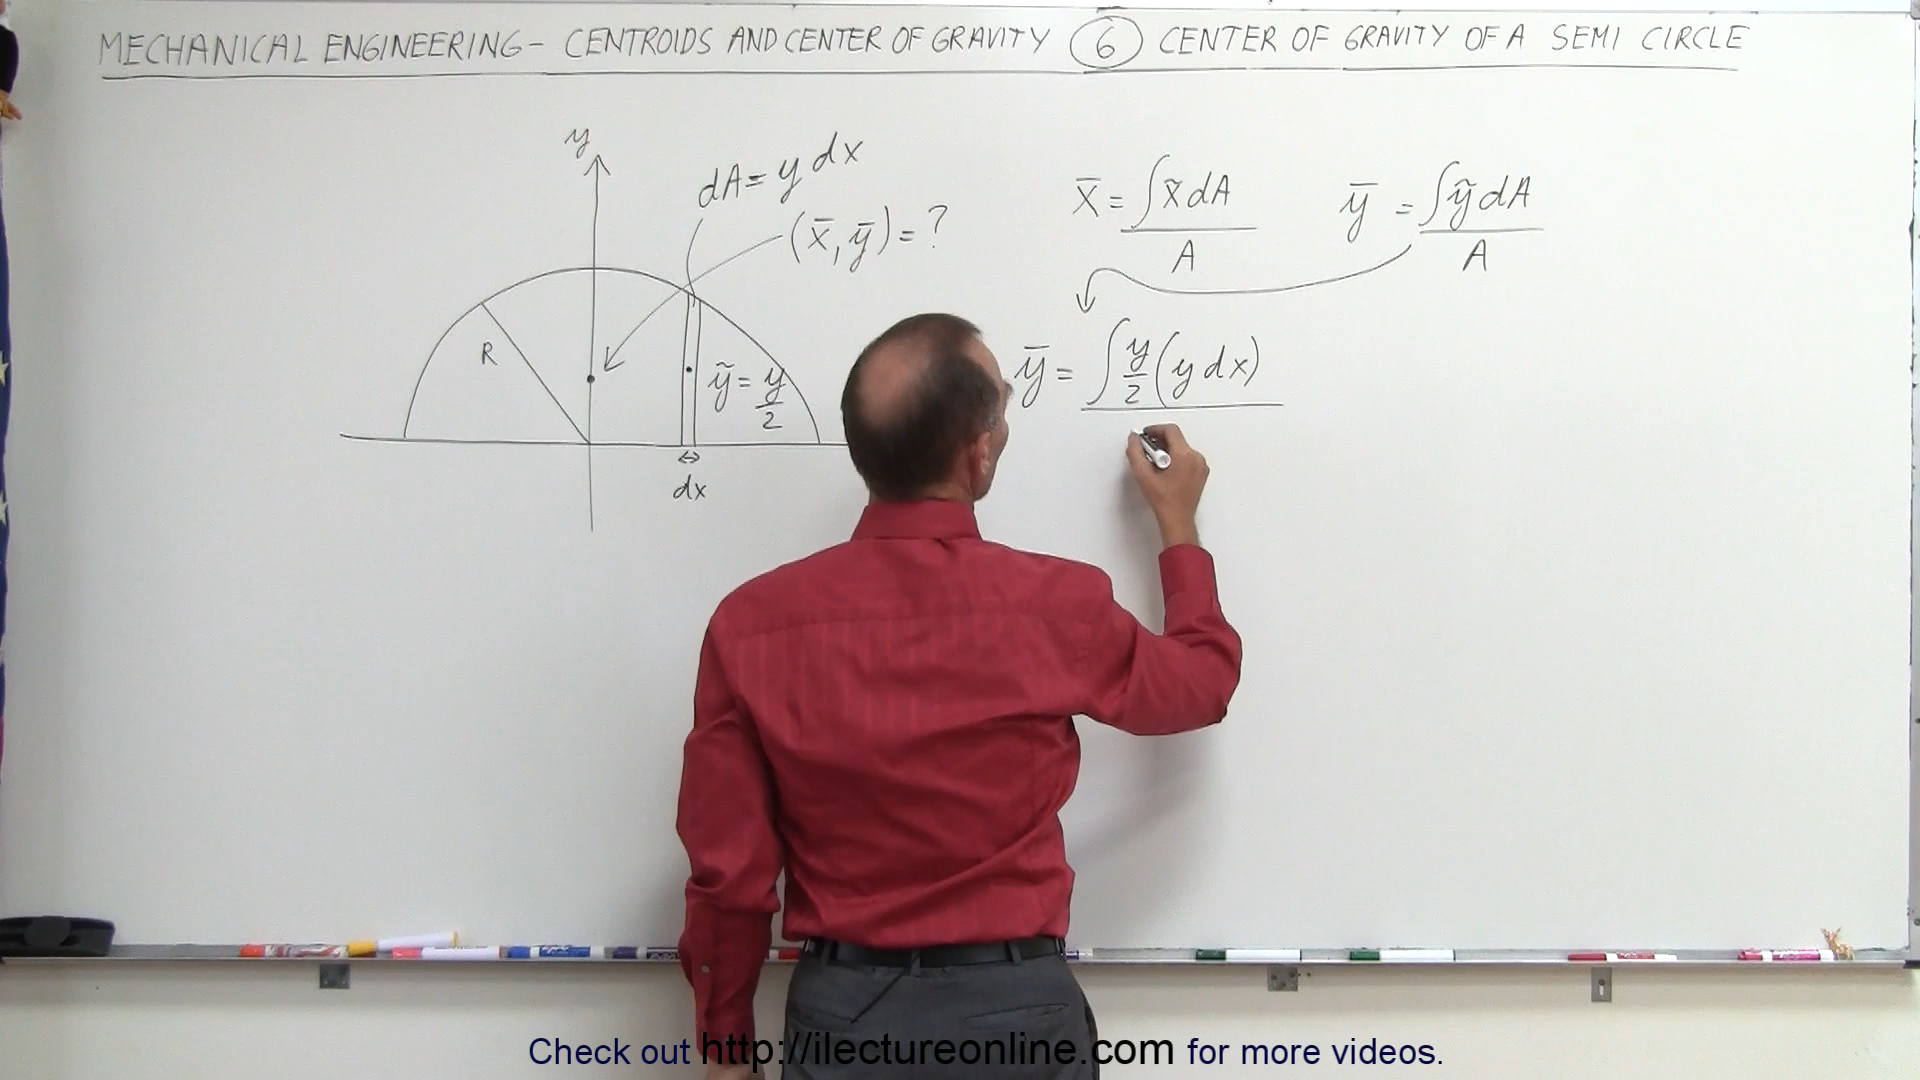 MECHANICAL ENGINEERING - CENTROIDS AND CENTER OF GRAVITY 6 CENTER OF GRAVITY OF A SEMI CIRCLE
y
dA = y dx
(x̄, ȳ) = ?
R
ỹ = y/2
dx
x̄ = ∫x̃ dA / A
ȳ = ∫ỹ dA / A
ȳ = ∫ y/2 (y dx)
Check out http://ilectureonline.com for more videos.